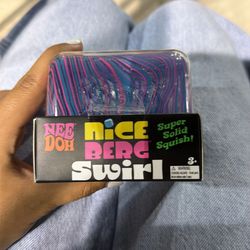 NEE
DOH
NICE
BERG
Swirl
Super
Solid
Squish!
3+